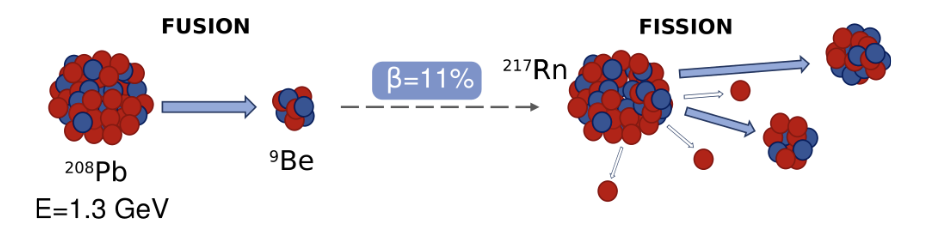 FUSION
FISSION
β=11%
²¹⁷Rn
²⁰⁸Pb
⁹Be
E=1.3 GeV